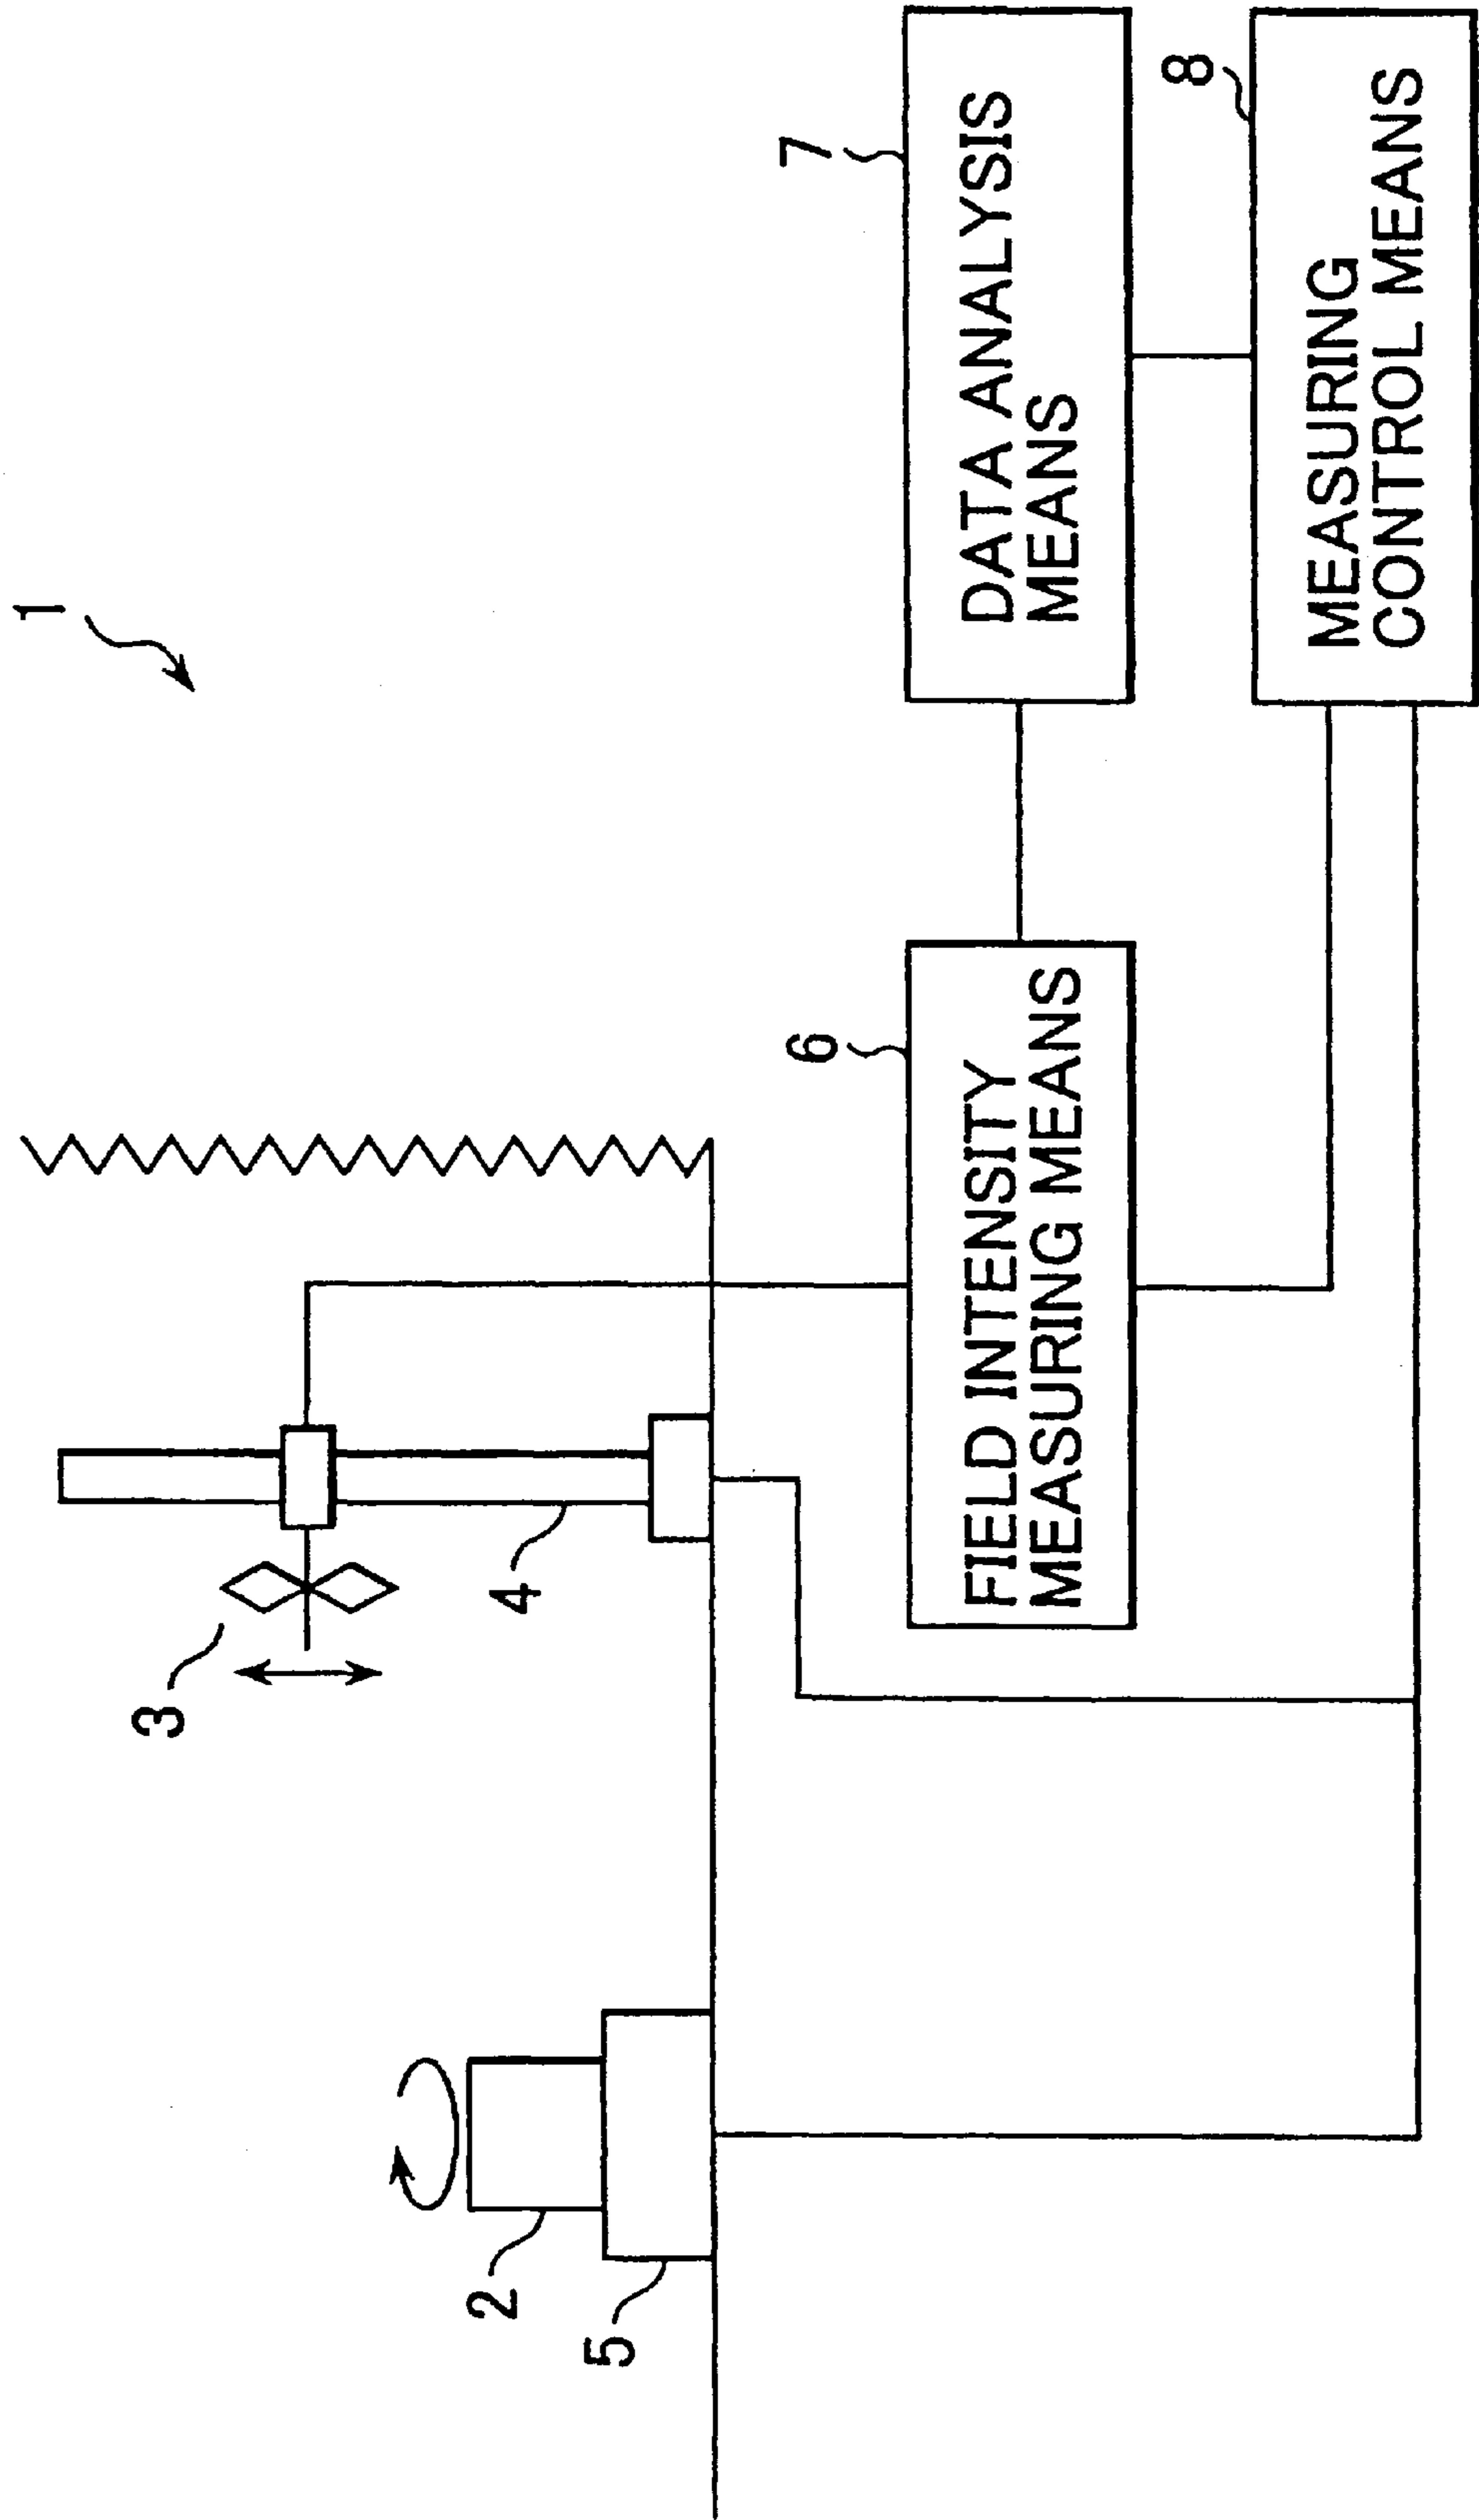 1
3
4
2
5
6
FIELD INTENSITY
MEASURING MEANS
7
DATA ANALYSIS
MEANS
8
MEASURING
CONTROL MEANS